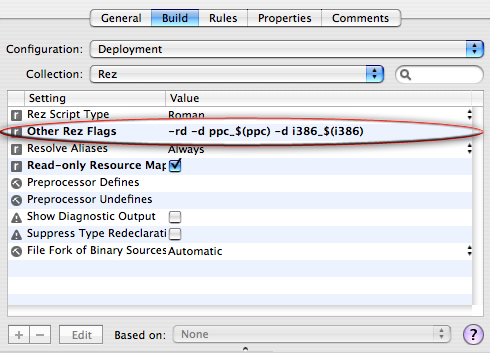 General Build Rules Properties Comments
Configuration: Deployment
Collection: Rez
Setting Value
Rez Script Type Roman
Other Rez Flags -rd -d ppc_$(ppc) -d i386_$(i386)
Resolve Aliases Always
Read-only Resource Map
Preprocessor Defines
Preprocessor Undefines
Show Diagnostic Output
Suppress Type Redeclarati
File Fork of Binary Sources Automatic
+ - Edit Based on: None ?